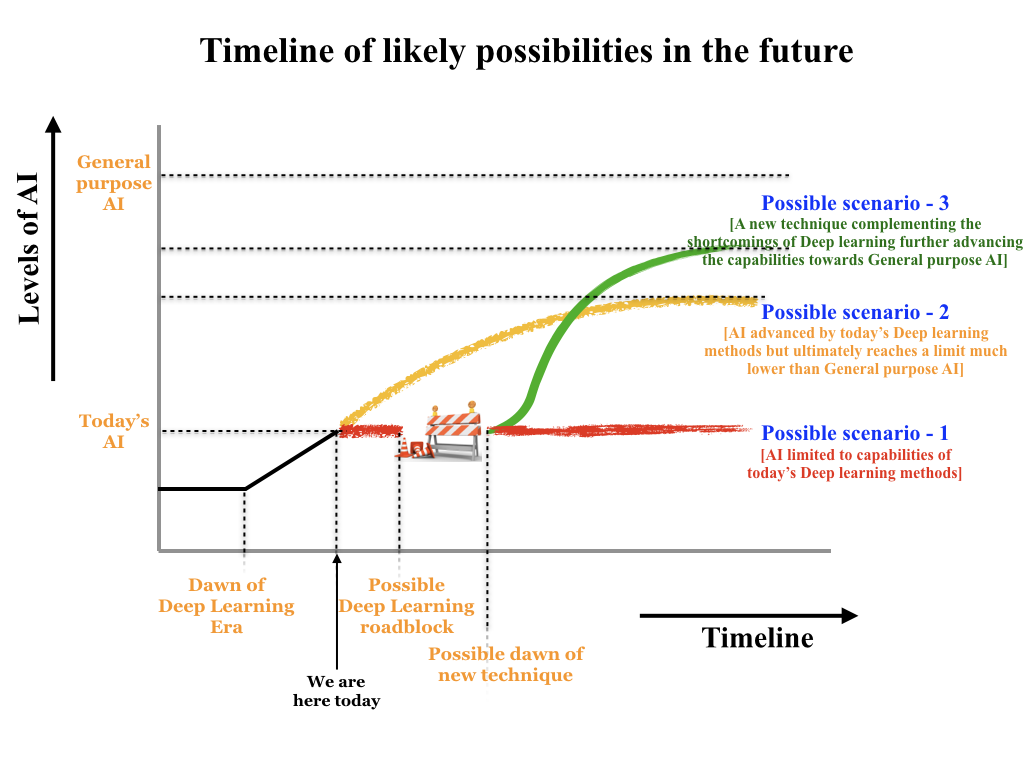 Timeline of likely possibilities in the future
Levels of AI
General
purpose
AI
Possible scenario - 3
[A new technique complementing the
shortcomings of Deep learning further advancing
the capabilities towards General purpose AI]
Possible scenario - 2
[AI advanced by today's Deep learning
methods but ultimately reaches a limit much
lower than General purpose AI]
Today's
AI
Possible scenario - 1
[AI limited to capabilities of
today's Deep learning methods]
Dawn of
Deep Learning
Era
Possible
Deep Learning
roadblock
Possible dawn of
new technique
We are
here today
Timeline